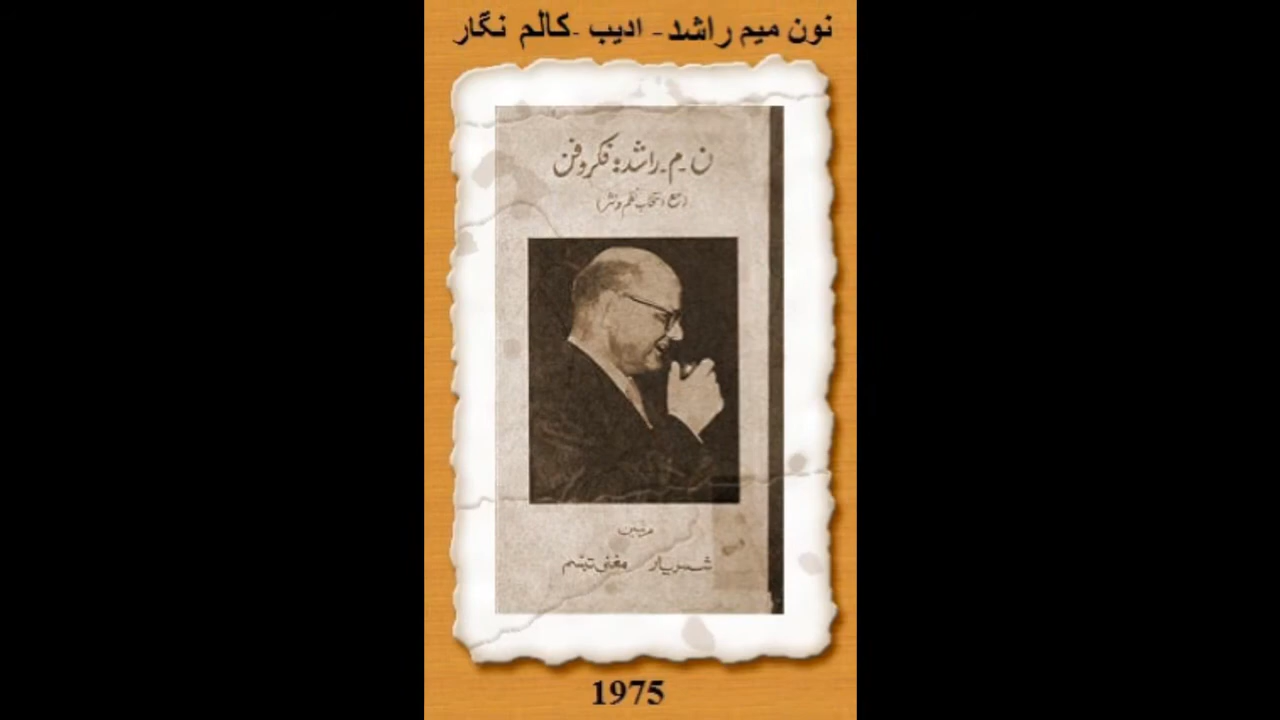 نون میم راشد - ادیب -کالم نگار
ن-م-راشد: فکر و فن
(مع انتخاب نظم و نثر)
مرتبین
شہریار مغنی تبسم
1975